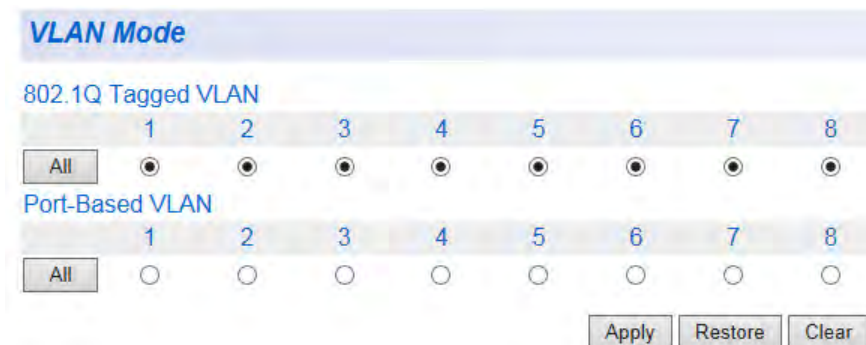 VLAN Mode
802.1Q Tagged VLAN
1 2 3 4 5 6 7 8
All
Port-Based VLAN
1 2 3 4 5 6 7 8
All
Apply Restore Clear